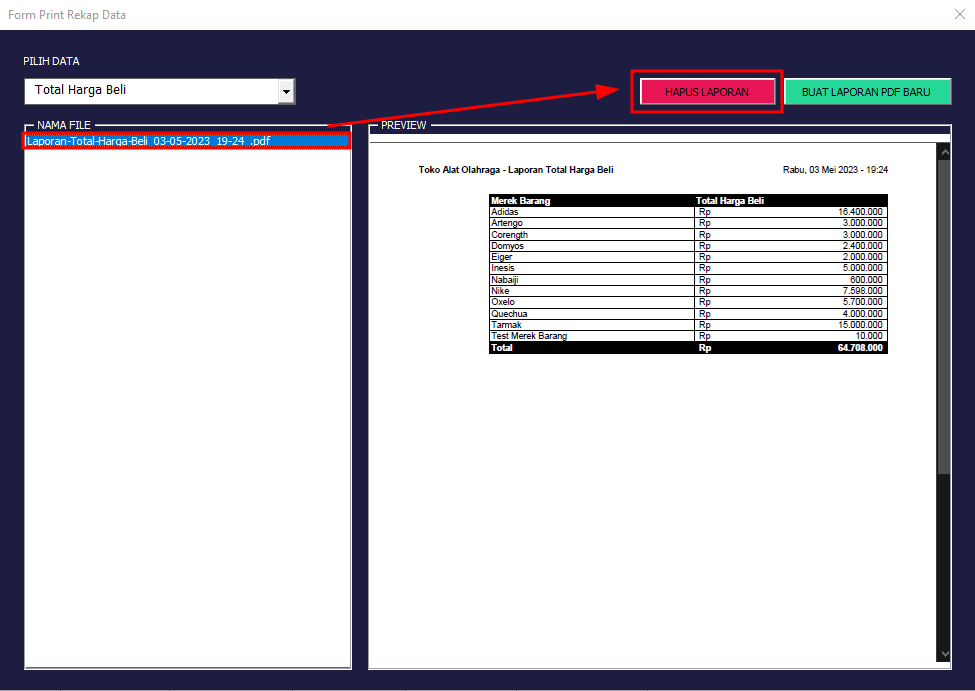 Form Print Rekap Data
PILIH DATA
Total Harga Beli
HAPUS LAPORAN
BUAT LAPORAN PDF BARU
NAMA FILE
PREVIEW
Laporan-Total-Harga-Beli_03-05-2023_19-24_.pdf
Toko Alat Olahraga - Laporan Total Harga Beli Rabu, 03 Mei 2023 - 19:24
Merek Barang Total Harga Beli
Adidas Rp 16.400.000
Artengo Rp 3.000.000
Corength Rp 3.000.000
Domyos Rp 2.400.000
Eiger Rp 2.000.000
Inesis Rp 5.000.000
Nabaiji Rp 600.000
Nike Rp 7.598.000
Oxelo Rp 5.700.000
Quechua Rp 4.000.000
Tarmak Rp 15.000.000
Test Merek Barang Rp 10.000
Total Rp 64.708.000